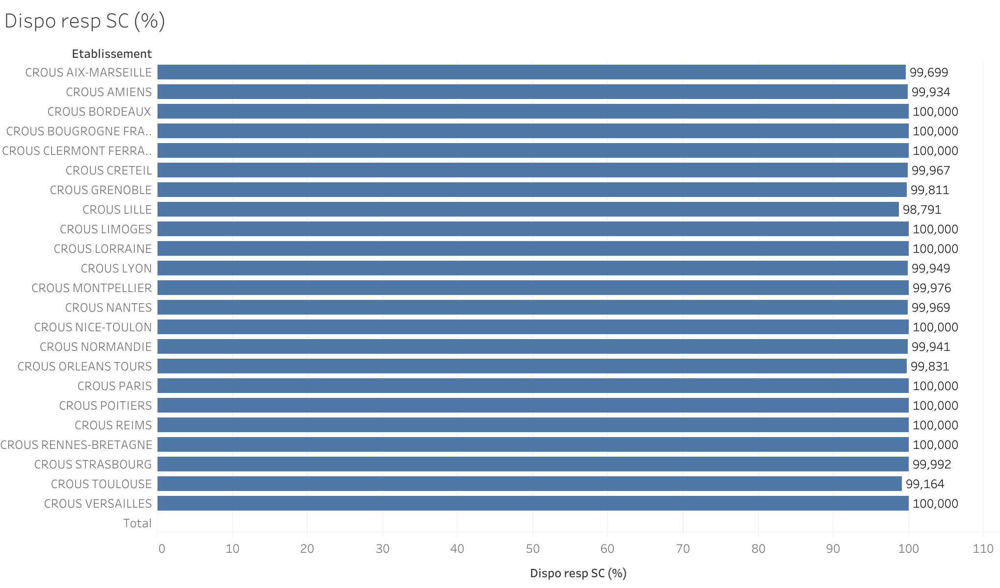 Dispo resp SC (%)
Etablissement
CROUS AIX-MARSEILLE 99,699
CROUS AMIENS 99,934
CROUS BORDEAUX 100,000
CROUS BOUGROGNE FRA.. 100,000
CROUS CLERMONT FERRA.. 100,000
CROUS CRETEIL 99,967
CROUS GRENOBLE 99,811
CROUS LILLE 98,791
CROUS LIMOGES 100,000
CROUS LORRAINE 100,000
CROUS LYON 99,949
CROUS MONTPELLIER 99,976
CROUS NANTES 99,969
CROUS NICE-TOULON 100,000
CROUS NORMANDIE 99,941
CROUS ORLEANS TOURS 99,831
CROUS PARIS 100,000
CROUS POITIERS 100,000
CROUS REIMS 100,000
CROUS RENNES-BRETAGNE 100,000
CROUS STRASBOURG 99,992
CROUS TOULOUSE 99,164
CROUS VERSAILLES 100,000
Total
0 10 20 30 40 50 60 70 80 90 100 110
Dispo resp SC (%)